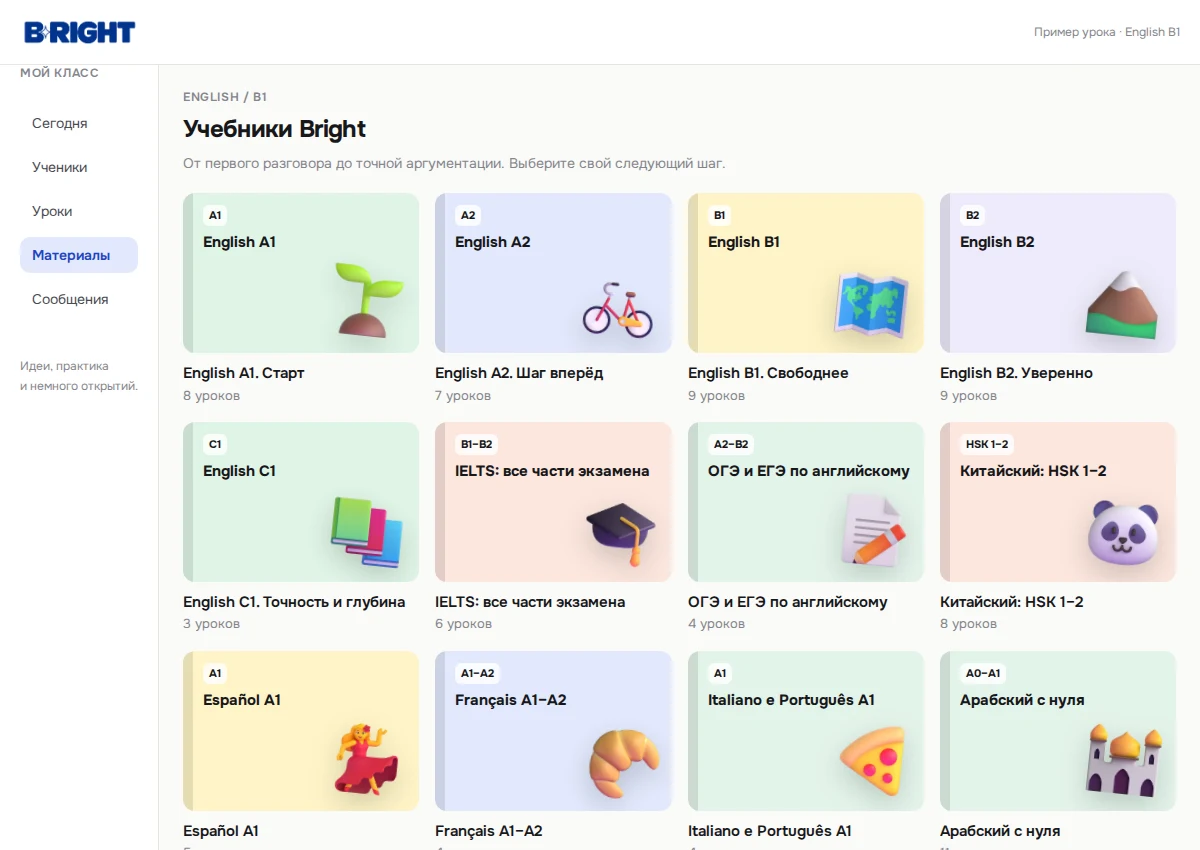 BRIGHT
Пример урока · English B1
МОЙ КЛАСС
Сегодня
Ученики
Уроки
Материалы
Сообщения
Идеи, практика
и немного открытий.
ENGLISH / B1
Учебники Bright
От первого разговора до точной аргументации. Выберите свой следующий шаг.
A1
English A1
English A1. Старт
8 уроков
A2
English A2
English A2. Шаг вперёд
7 уроков
B1
English B1
English B1. Свободнее
9 уроков
B2
English B2
English B2. Уверенно
9 уроков
C1
English C1
English C1. Точность и глубина
3 уроков
B1–B2
IELTS: все части экзамена
IELTS: все части экзамена
6 уроков
A2–B2
ОГЭ и ЕГЭ по английскому
ОГЭ и ЕГЭ по английскому
4 уроков
HSK 1–2
Китайский: HSK 1–2
Китайский: HSK 1–2
8 уроков
A1
Español A1
Español A1
A1–A2
Français A1–A2
Français A1–A2
A1
Italiano e Português A1
Italiano e Português A1
A0–A1
Арабский с нуля
Арабский с нуля